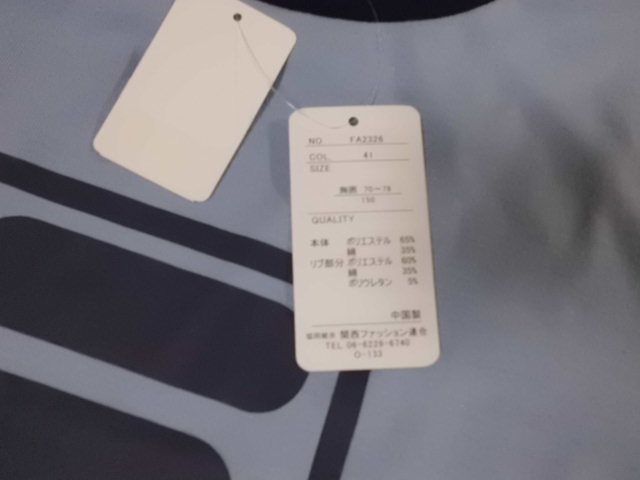 NO. FA2326
COL. 41
SIZE
胸囲 70〜78
150
QUALITY
本体 ポリエステル 65%
綿 35%
リブ部分 ポリエステル 60%
綿 35%
ポリウレタン 5%
中国製
関西ファッション連合
TEL 06-6228-6740
O-133